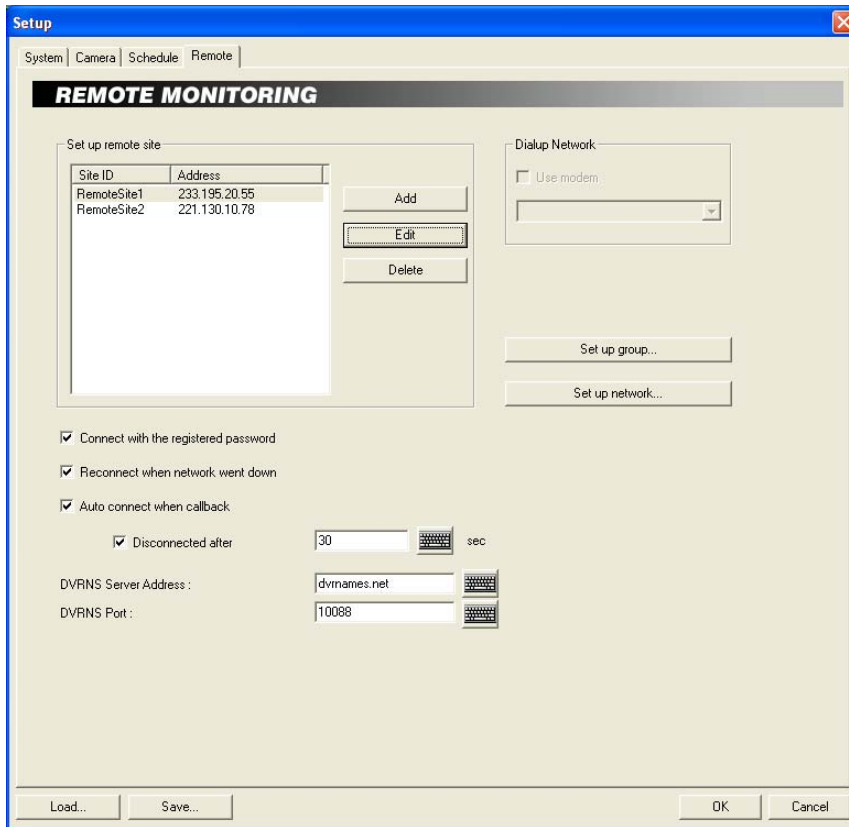 Setup
System Camera Schedule Remote
REMOTE MONITORING
Set up remote site
Site ID Address
RemoteSite1 233.195.20.55
RemoteSite2 221.130.10.78
Add
Edit
Delete
Dialup Network
Use modem
Set up group...
Set up network...
Connect with the registered password
Reconnect when network went down
Auto connect when callback
Disconnected after 30 sec
DVRNS Server Address : dvrnames.net
DVRNS Port : 10088
Load... Save... OK Cancel